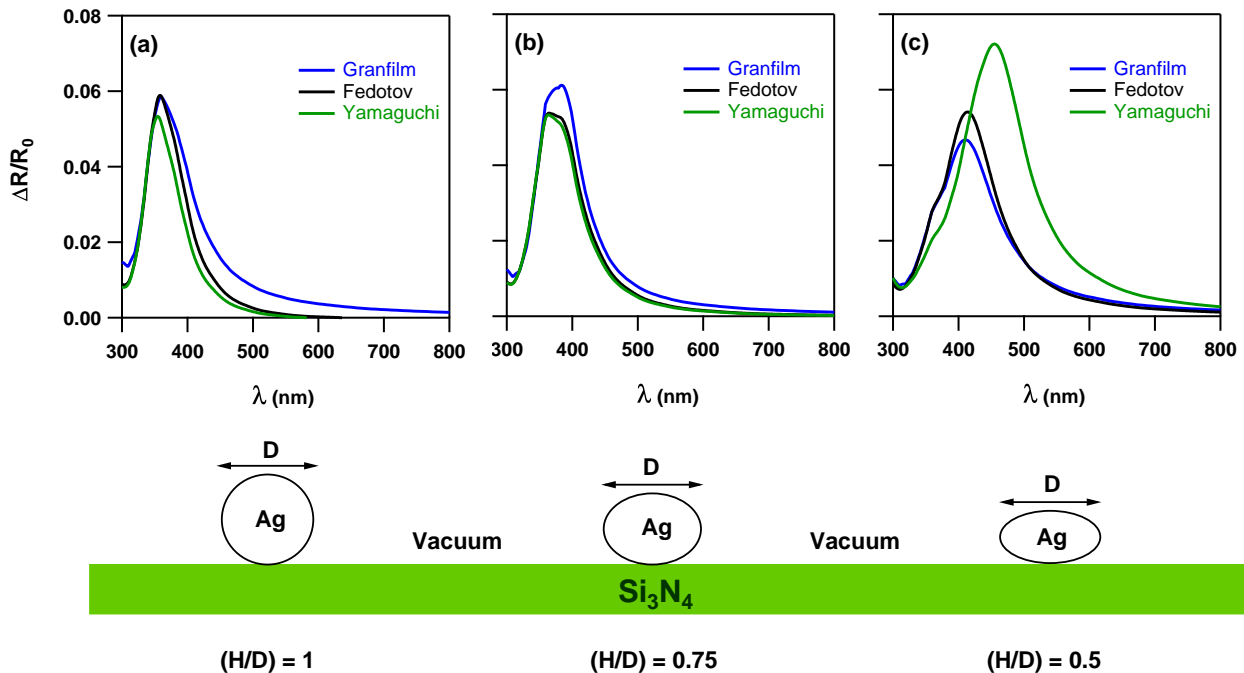 0.08
0.06
0.04
0.02
0.00
ΔR/R0
(a)
Granfilm
Fedotov
Yamaguchi
300 400 500 600 700 800
λ (nm)
(b)
Granfilm
Fedotov
Yamaguchi
300 400 500 600 700 800
λ (nm)
(c)
Granfilm
Fedotov
Yamaguchi
300 400 500 600 700 800
λ (nm)
D
D
D
Ag
Vacuum
Ag
Vacuum
Ag
Si3N4
(H/D) = 1
(H/D) = 0.75
(H/D) = 0.5